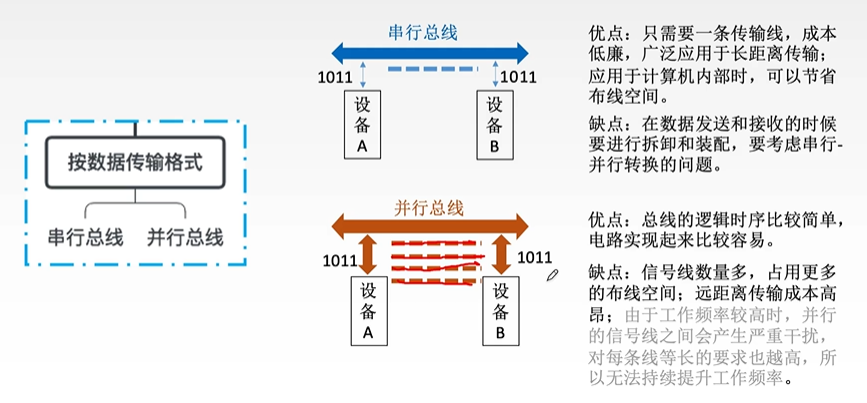 按数据传输格式
串行总线 并行总线
串行总线
1011 1011
设备A 设备B
优点：只需要一条传输线，成本
低廉，广泛应用于长距离传输；
应用于计算机内部时，可以节省
布线空间。
缺点：在数据发送和接收的时候
要进行拆卸和装配，要考虑串行-
并行转换的问题。
并行总线
1011 1011
设备A 设备B
优点：总线的逻辑时序比较简单，
电路实现起来比较容易。
缺点：信号线数量多，占用更多
的布线空间；远距离传输成本高
昂；由于工作频率较高时，并行
的信号线之间会产生严重干扰，
对每条线等长的要求也越高，所
以无法持续提升工作频率。